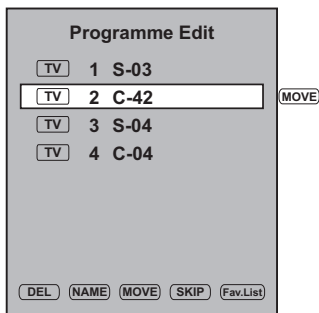 Programme Edit
TV 1 S-03
TV 2 C-42 MOVE
TV 3 S-04
TV 4 C-04
DEL NAME MOVE SKIP Fav.List